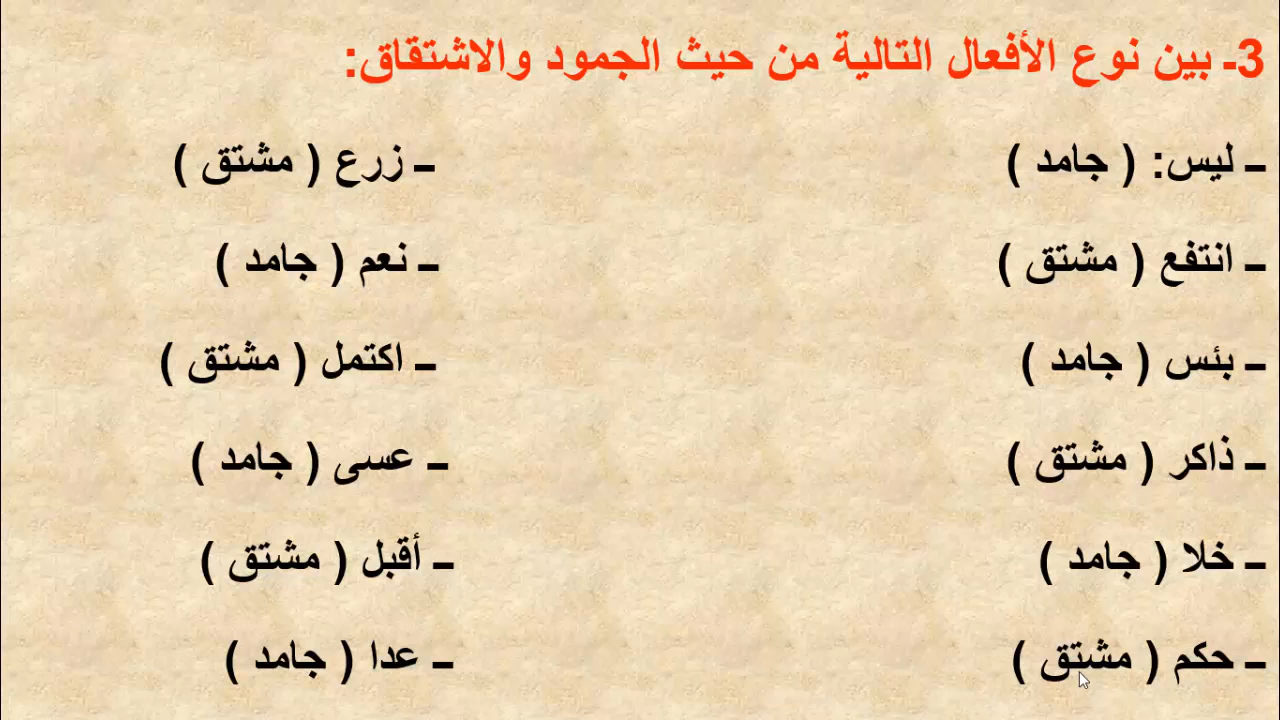 3ـ بين نوع الأفعال التالية من حيث الجمود والاشتقاق:
ـ ليس: ( جامد ) ـ زرع ( مشتق )
ـ انتفع ( مشتق ) ـ نعم ( جامد )
ـ بئس ( جامد ) ـ اكتمل ( مشتق )
ـ ذاكر ( مشتق ) ـ عسى ( جامد )
ـ خلا ( جامد ) ـ أقبل ( مشتق )
ـ حكم ( مشتق ) ـ عدا ( جامد )